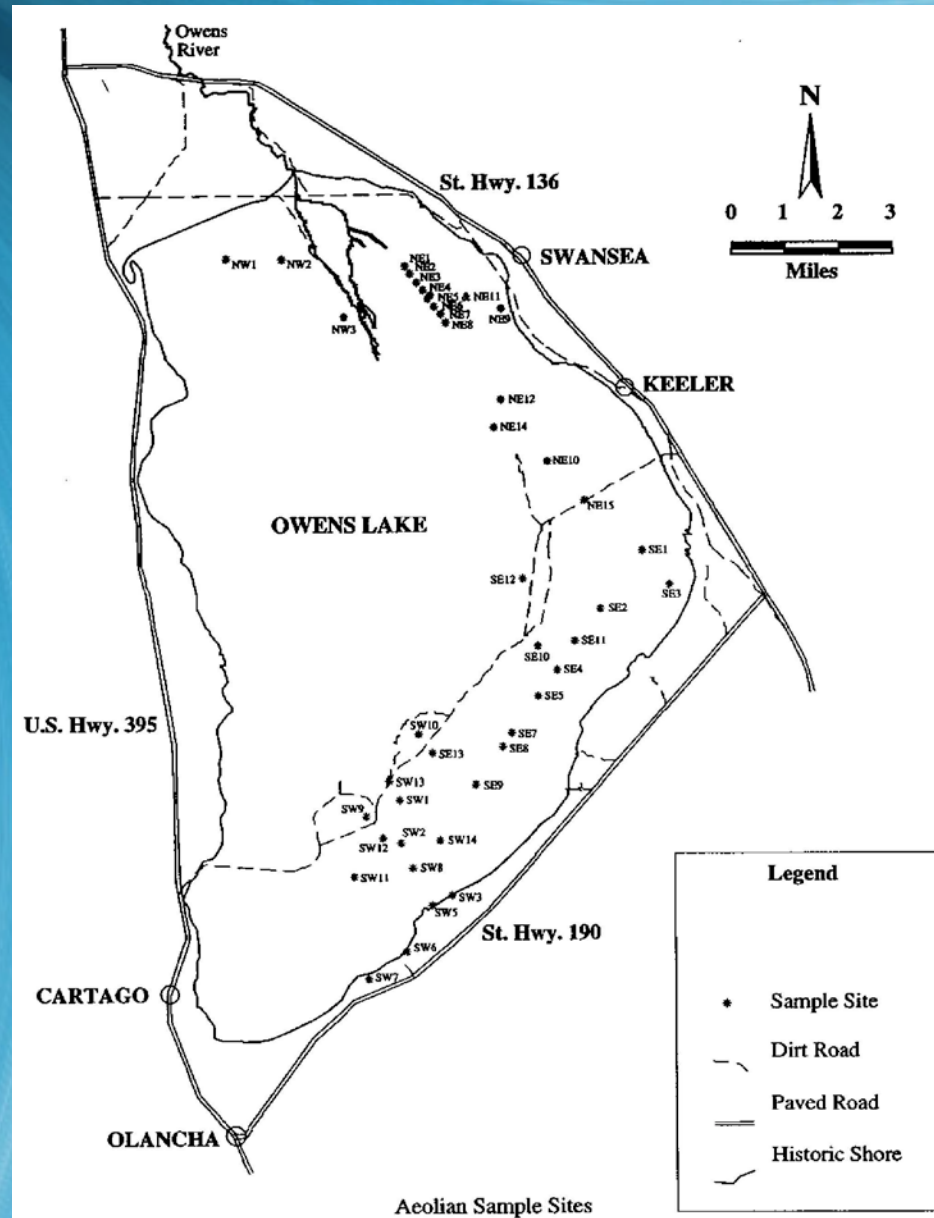 Owens
River
N
St. Hwy. 136
0 1 2 3
Miles
SWANSEA
NW1
NW2
NE1
NE2
NE3
NE4
NE5
NE11
NE6
NE7
NE9
NE8
NW3
KEELER
NE12
NE14
NE10
NE15
OWENS LAKE
SE1
SE12
SE3
SE2
SE11
SE10
SE4
SE5
U.S. Hwy. 395
SW10
SE7
SE8
SE13
SW13
SE9
SW1
SW9
SW2
SW14
SW12
SW8
SW11
SW3
SW5
St. Hwy. 190
SW6
SW7
CARTAGO
OLANCHA
Legend
Sample Site
Dirt Road
Paved Road
Historic Shore
Aeolian Sample Sites